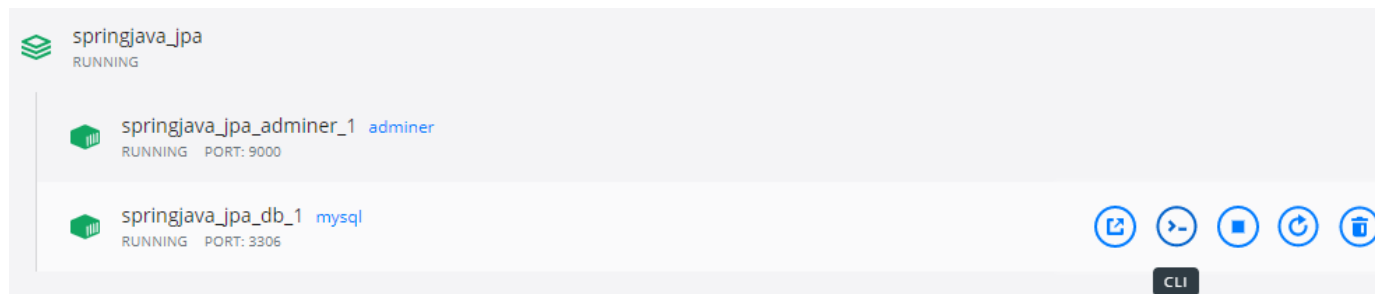 springjava_jpa
RUNNING
springjava_jpa_adminer_1 adminer
RUNNING PORT: 9000
springjava_jpa_db_1 mysql
RUNNING PORT: 3306
CLI